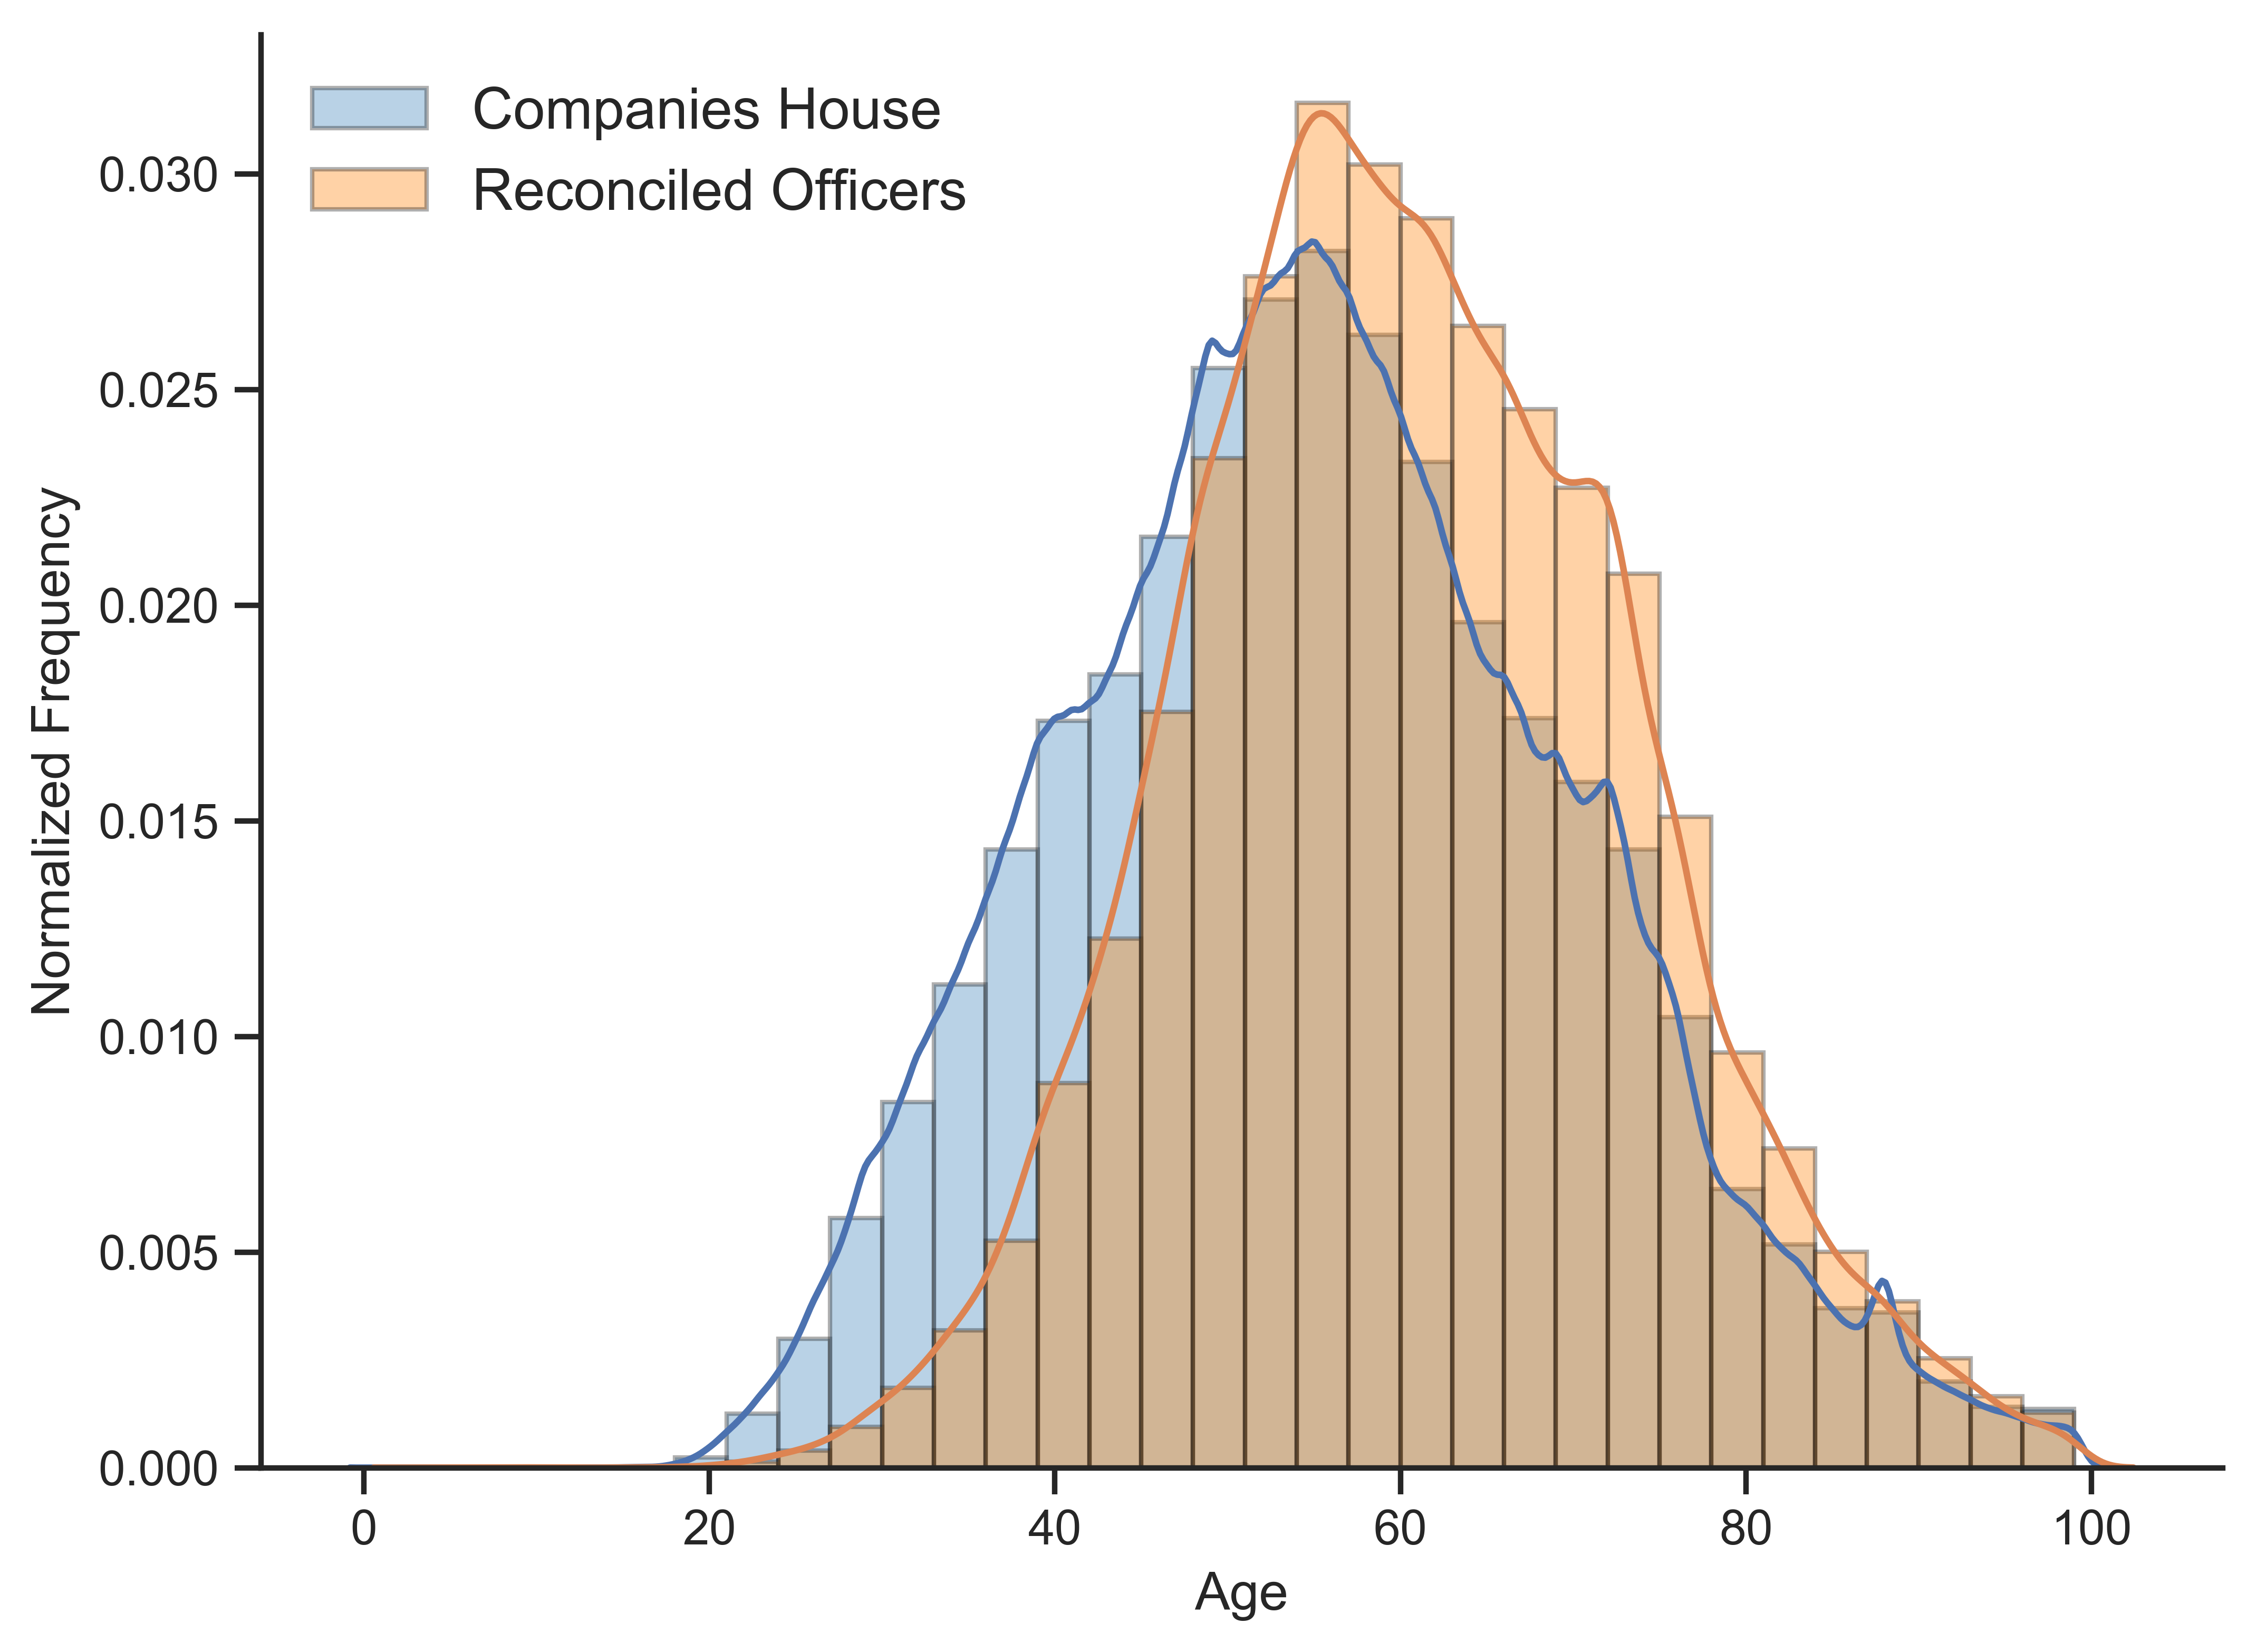 Companies House
Reconciled Officers
Normalized Frequency
0.030
0.025
0.020
0.015
0.010
0.005
0.000
0 20 40 60 80 100
Age